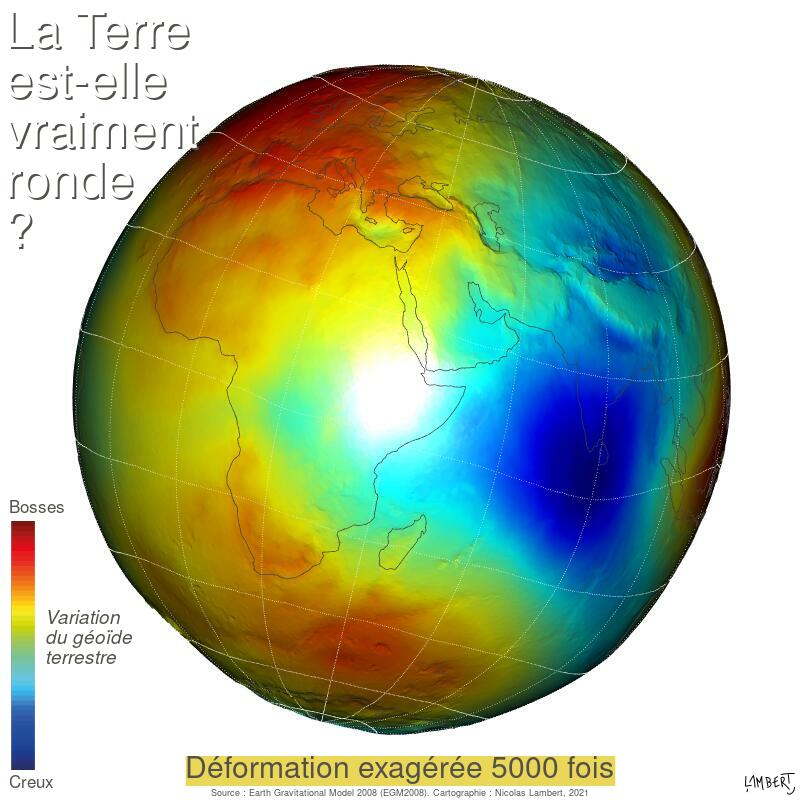 La Terre
est-elle
vraiment
ronde
?
Bosses
Variation
du géoïde
terrestre
Creux
Déformation exagérée 5000 fois
Source : Earth Gravitational Model 2008 (EGM2008). Cartographie : Nicolas Lambert, 2021
LAMBERT